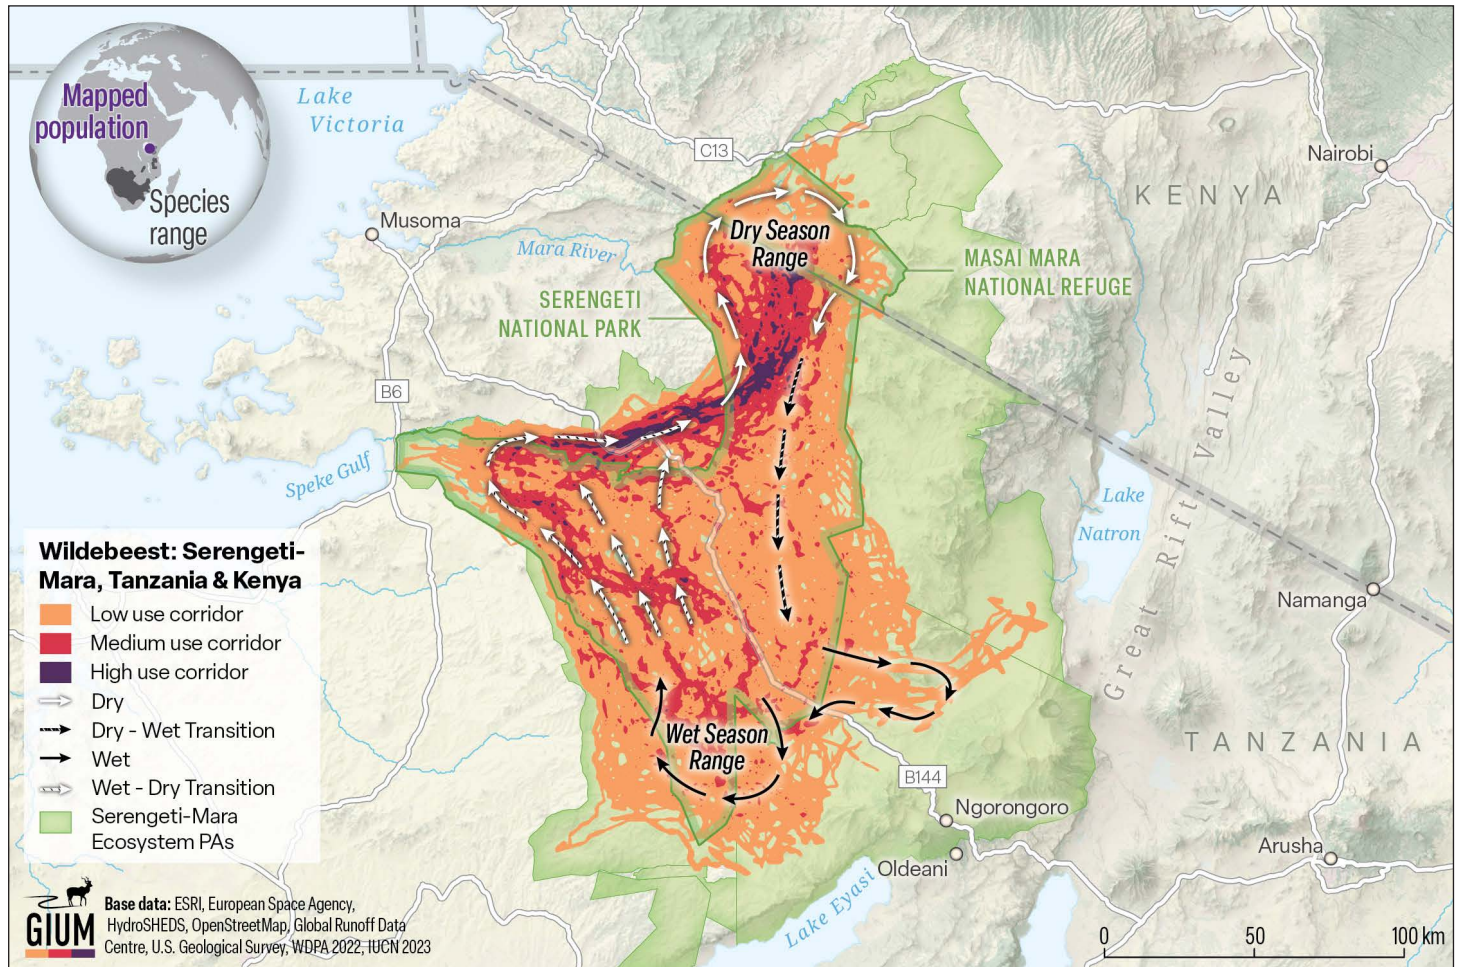 Mapped
population
Species
range
Lake
Victoria
C13
Nairobi
KENYA
Musoma
Mara River
Dry Season
Range
MASAI MARA
NATIONAL REFUGE
SERENGETI
NATIONAL PARK
B6
Speke Gulf
Great Rift Valley
Lake
Natron
Namanga
Wildebeest: Serengeti-
Mara, Tanzania & Kenya
Low use corridor
Medium use corridor
High use corridor
Dry
Dry - Wet Transition
Wet
Wet - Dry Transition
Serengeti-Mara
Ecosystem PAs
Wet Season
Range
TANZANIA
B144
Ngorongoro
Oldeani
Arusha
Lake Eyasi
GIUM
Base data: ESRI, European Space Agency,
HydroSHEDS, OpenStreetMap, Global Runoff Data
Centre, U.S. Geological Survey, WDPA 2022, IUCN 2023
0 50 100 km